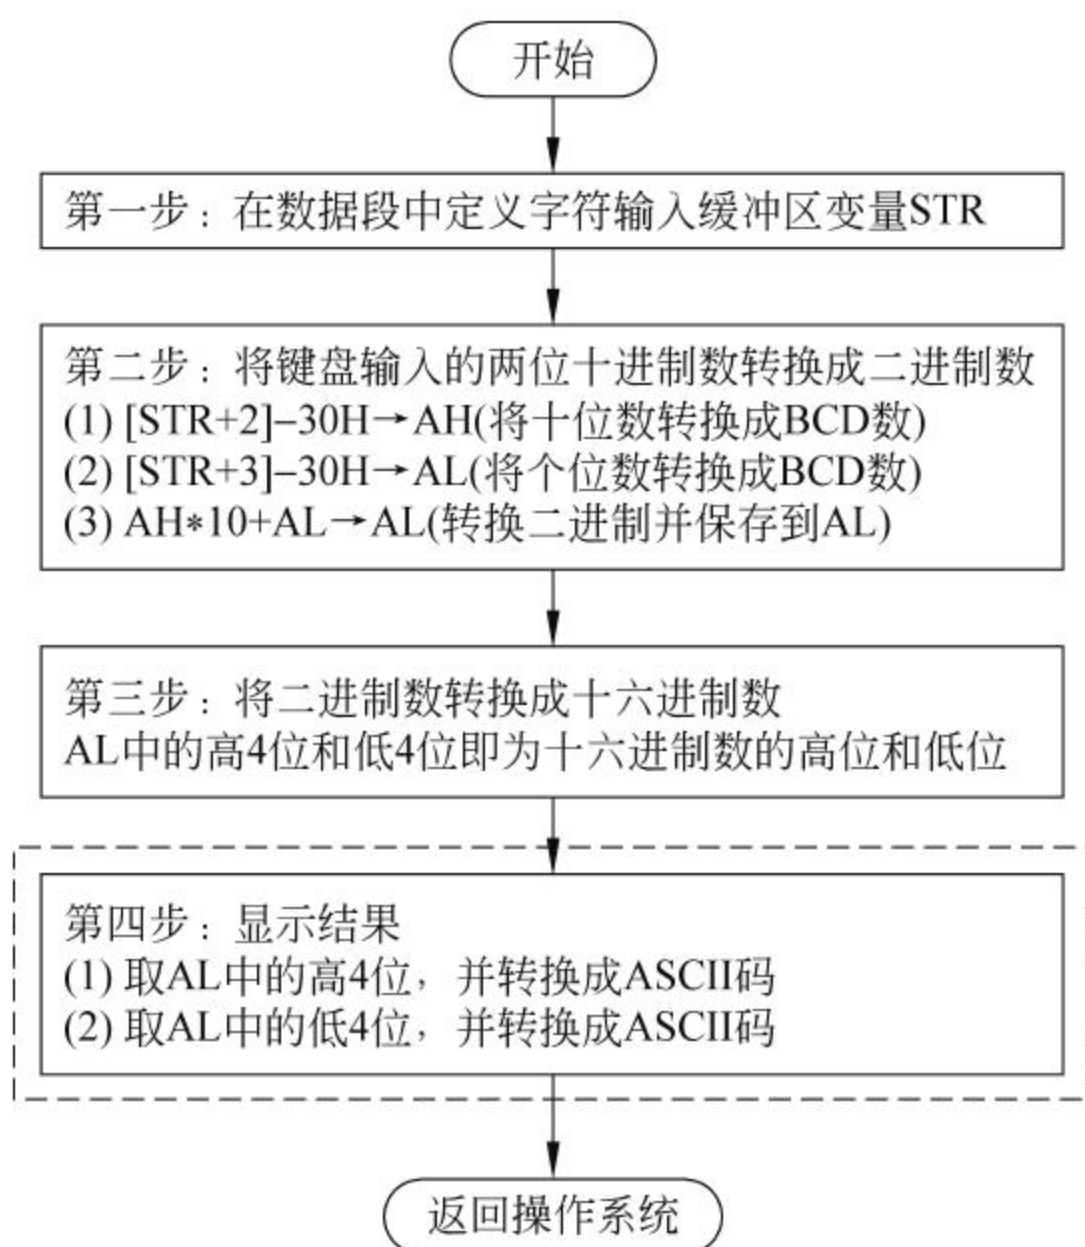 开始
第一步：在数据段中定义字符输入缓冲区变量STR
第二步：将键盘输入的两位十进制数转换成二进制数
(1) [STR+2]−30H→AH(将十位数转换成BCD数)
(2) [STR+3]−30H→AL(将个位数转换成BCD数)
(3) AH*10+AL→AL(转换二进制并保存到AL)
第三步：将二进制数转换成十六进制数
AL中的高4位和低4位即为十六进制数的高位和低位
第四步：显示结果
(1) 取AL中的高4位，并转换成ASCII码
(2) 取AL中的低4位，并转换成ASCII码
返回操作系统